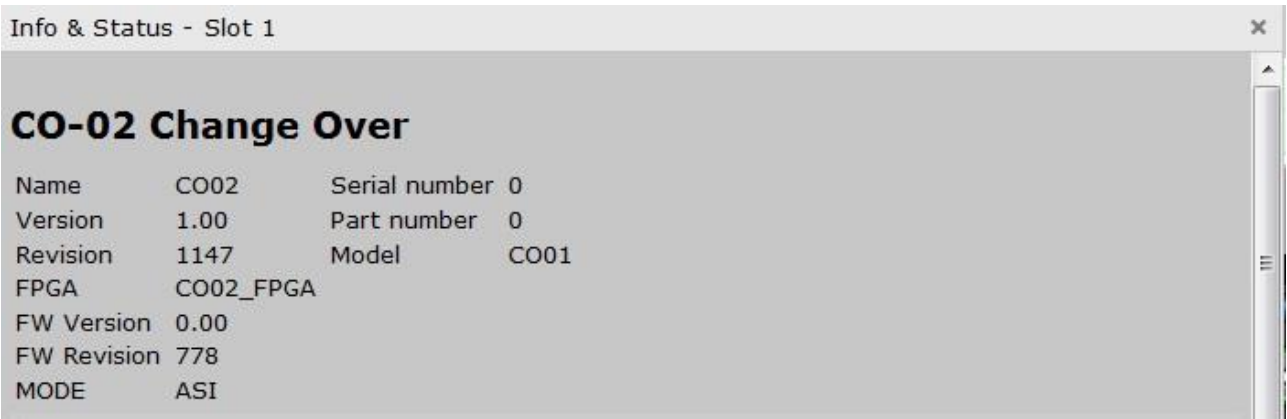 Info & Status - Slot 1
CO-02 Change Over
Name CO02 Serial number 0
Version 1.00 Part number 0
Revision 1147 Model CO01
FPGA CO02_FPGA
FW Version 0.00
FW Revision 778
MODE ASI